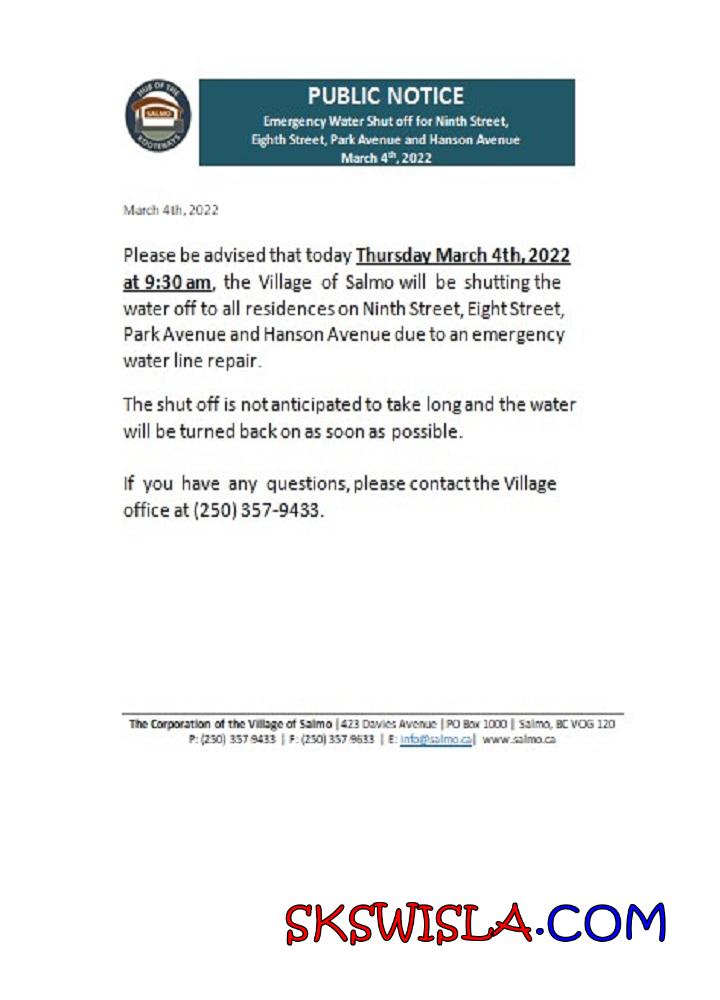 HUB OF THE
SALMO
KOOTENAYS
PUBLIC NOTICE
Emergency Water Shut off for Ninth Street,
Eighth Street, Park Avenue and Hanson Avenue
March 4th, 2022
March 4th, 2022
Please be advised that today Thursday March 4th, 2022
at 9:30 am, the Village of Salmo will be shutting the
water off to all residences on Ninth Street, Eight Street,
Park Avenue and Hanson Avenue due to an emergency
water line repair.
The shut off is not anticipated to take long and the water
will be turned back on as soon as possible.
If you have any questions, please contact the Village
office at (250) 357-9433.
The Corporation of the Village of Salmo | 423 Davies Avenue | PO Box 1000 | Salmo, BC V0G 1Z0
P: (250) 357 9433 | F: (250) 357 9633 | E: info@salmo.ca| www.salmo.ca
SKSWISLA.COM